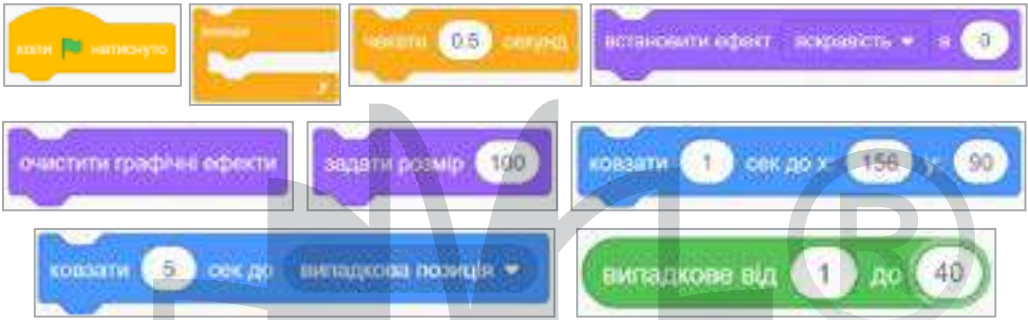 коли натиснуто
завжди
чекати 0.5 секунд
встановити ефект яскравість в 0
очистити графічні ефекти
задати розмір 100
ковзати 1 сек до x: 156 y: 90
ковзати 5 сек до випадкова позиція
випадкове від 1 до 40